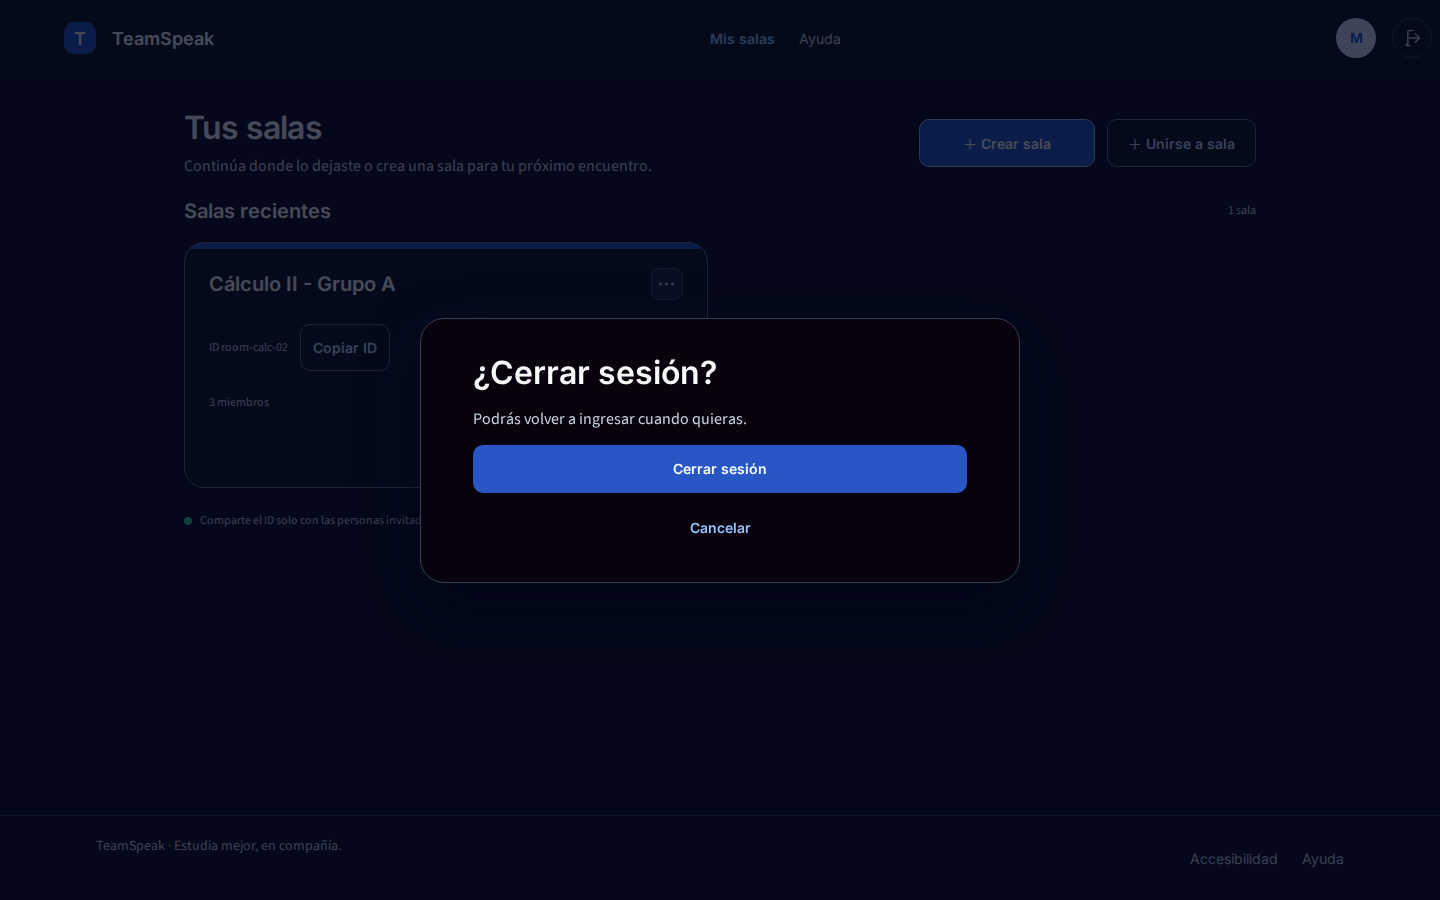 T TeamSpeak
Mis salas Ayuda
M
Tus salas
Continúa donde lo dejaste o crea una sala para tu próximo encuentro.
+ Crear sala
+ Unirse a sala
Salas recientes
1 sala
Cálculo II - Grupo A
ID room-calc-02
Copiar ID
3 miembros
Comparte el ID solo con las personas
¿Cerrar sesión?
Podrás volver a ingresar cuando quieras.
Cerrar sesión
Cancelar
TeamSpeak · Estudia mejor, en compañía.
Accesibilidad Ayuda